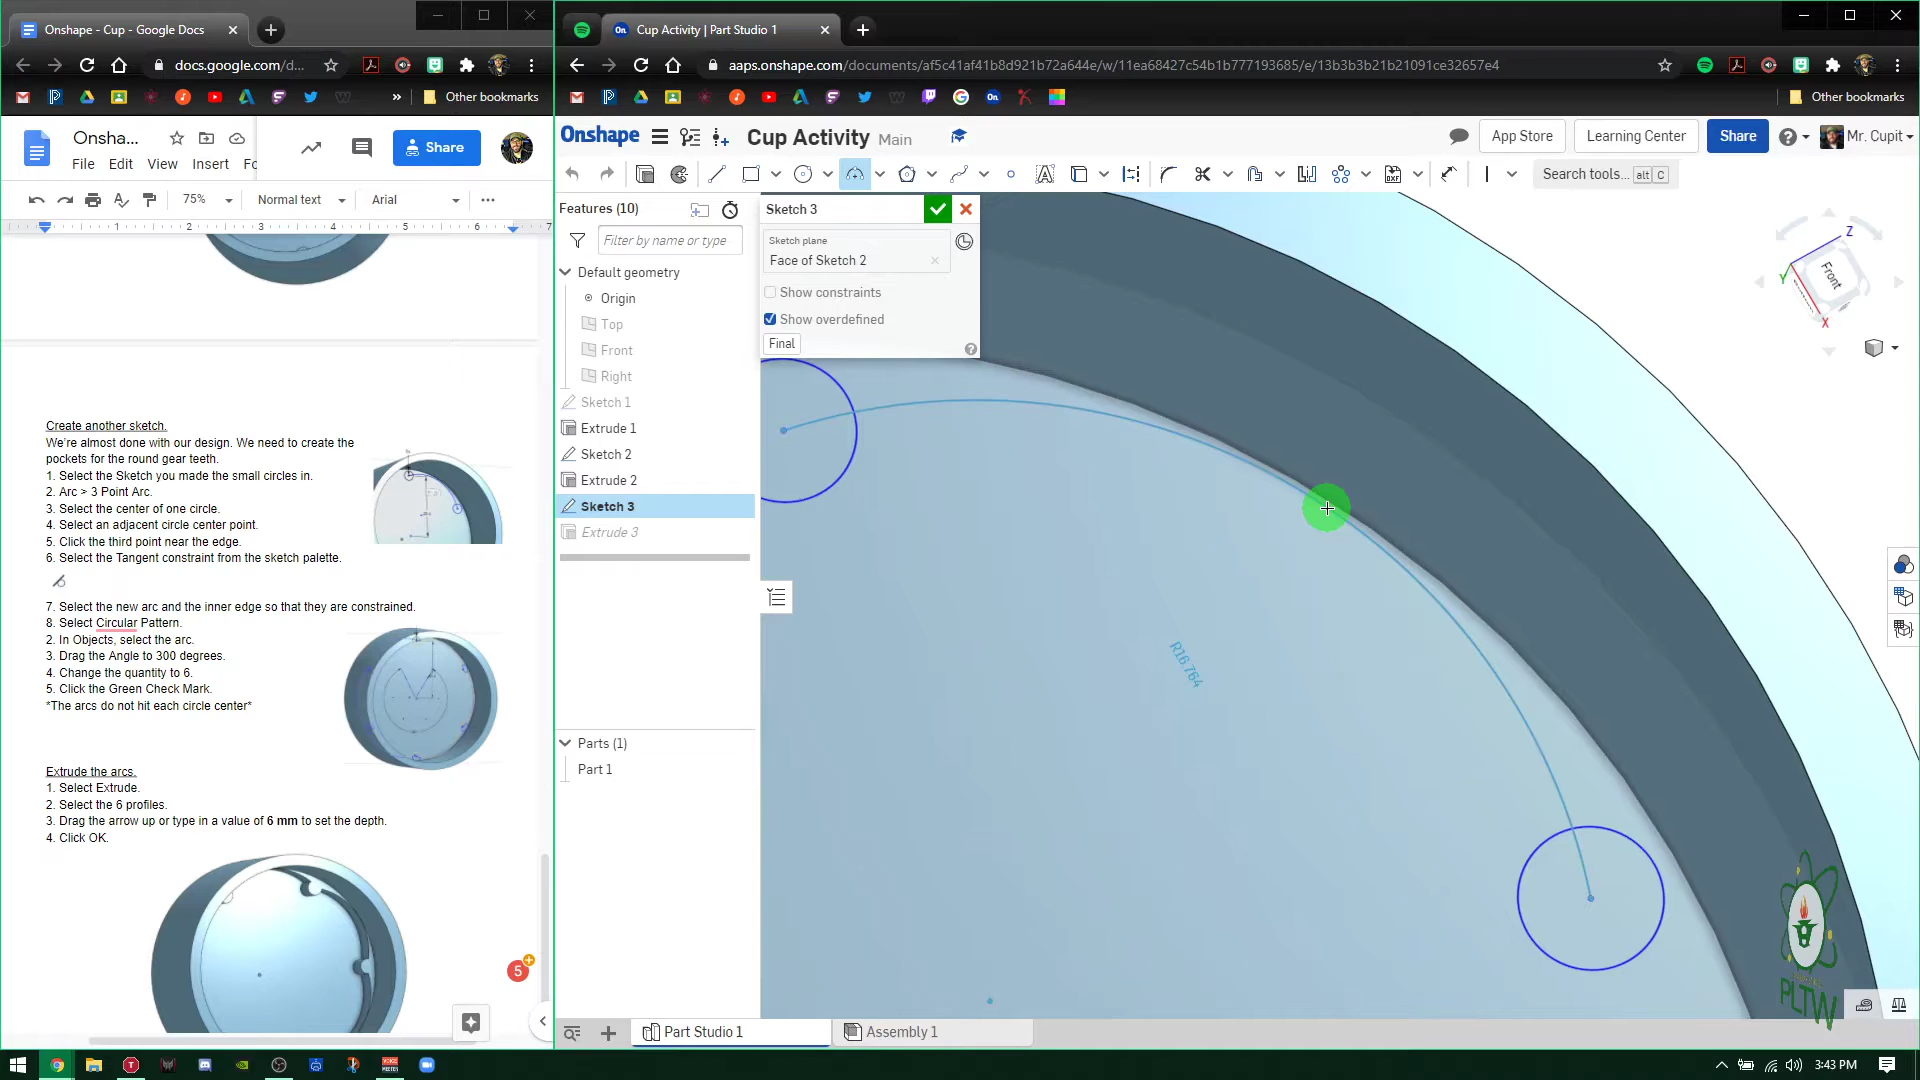 Onshape - Cup - Google Docs
Cup Activity | Part Studio 1
docs.google.com/d...
aaps.onshape.com/documents/af5c41af41b8d921b72a644e/w/11ea68427c54b1b777193685/e/13b3b3b21b21091ce32657e4
Other bookmarks
Other bookmarks
Onsha...
Share
File Edit View Insert Fo
75% Normal text Arial
1 2 3 4 5 6 7
Create another sketch.
We're almost done with our design. We need to create the
pockets for the round gear teeth.
1. Select the Sketch you made the small circles in.
2. Arc > 3 Point Arc.
3. Select the center of one circle.
4. Select an adjacent circle center point.
5. Click the third point near the edge.
6. Select the Tangent constraint from the sketch palette.
7. Select the new arc and the inner edge so that they are constrained.
8. Select Circular Pattern.
2. In Objects, select the arc.
3. Drag the Angle to 300 degrees.
4. Change the quantity to 6.
5. Click the Green Check Mark.
*The arcs do not hit each circle center*
Extrude the arcs.
1. Select Extrude.
2. Select the 6 profiles.
3. Drag the arrow up or type in a value of 6 mm to set the depth.
4. Click OK.
5
Onshape
Cup Activity Main
App Store
Learning Center
Share
Mr. Cupit
Search tools... alt C
Features (10)
Filter by name or type
Default geometry
Origin
Top
Front
Right
Sketch 1
Extrude 1
Sketch 2
Extrude 2
Sketch 3
Extrude 3
Parts (1)
Part 1
Sketch 3
Sketch plane
Face of Sketch 2
Show constraints
Show overdefined
Final
R16.764
Z
Y
X
Front
PLTW
Part Studio 1
Assembly 1
3:43 PM